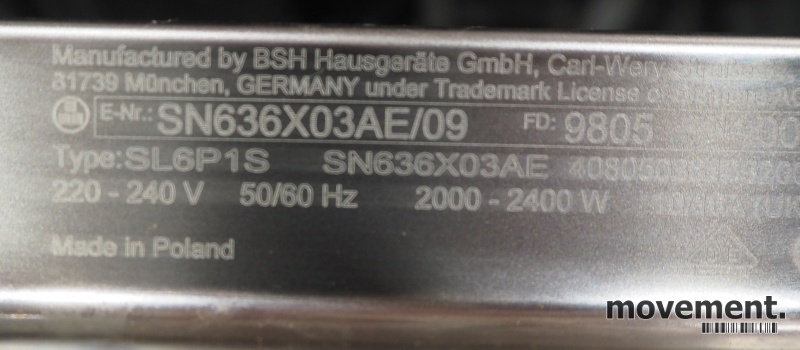 Manufactured by BSH Hausgeräte GmbH, Carl-Wery-
81739 München, GERMANY under Trademark License
E-Nr.: SN636X03AE/09 FD: 9805
Type: SL6P1S SN636X03AE
220 - 240 V 50/60 Hz 2000 - 2400 W
Made in Poland
movement.